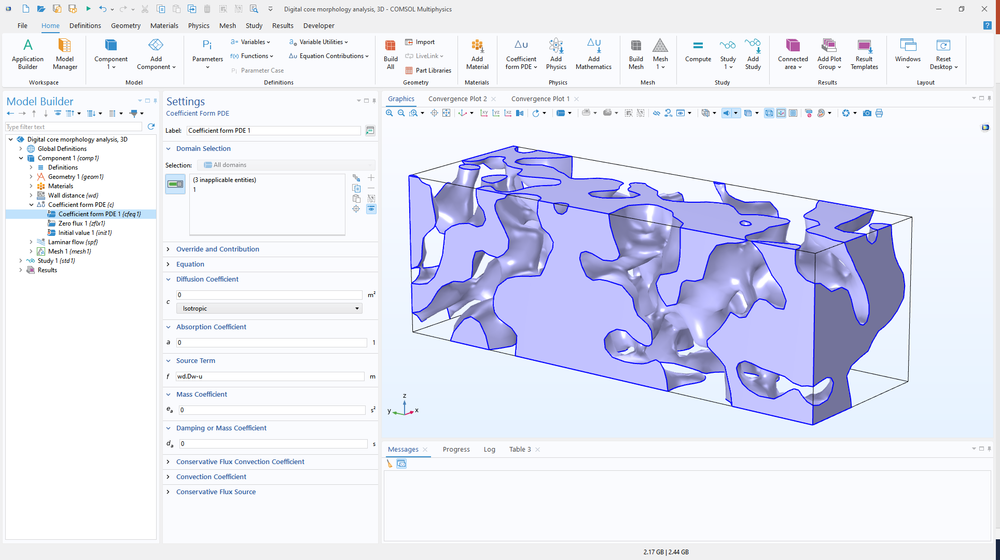 Digital core morphology analysis, 3D - COMSOL Multiphysics
File Home Definitions Geometry Materials Physics Mesh Study Results Developer
?
A Application Builder
Model Manager
Workspace
Component 1
Add Component
Model
Pi Parameters
a= Variables
f(x) Functions
Pi Parameter Case
a Variable Utilities
Δu Equation Contributions
Definitions
Build All
Import
LiveLink
Part Libraries
Geometry
Add Material
Materials
Δu Coefficient form PDE
Add Physics
Δu Add Mathematics
Physics
Build Mesh
Mesh 1
Mesh
Compute
Study 1
Add Study
Study
Connected area
Add Plot Group
Result Templates
Results
Windows
Reset Desktop
Layout
Model Builder
Type filter text
Digital core morphology analysis, 3D
Global Definitions
Component 1 {comp1}
Definitions
Geometry 1 {geom1}
Materials
Wall distance {wd}
Coefficient form PDE {c}
Coefficient form PDE 1 {cfeq1}
Zero flux 1 {zflx1}
Initial value 1 {init1}
Laminar flow {spf}
Mesh 1 {mesh1}
Study 1 {std1}
Results
Settings
Coefficient Form PDE
Label: Coefficient form PDE 1
Domain Selection
Selection: All domains
(3 inapplicable entities)
1
Override and Contribution
Equation
Diffusion Coefficient
c 0 m²
Isotropic
Absorption Coefficient
a 0 1
Source Term
f wd.Dw-u m
Mass Coefficient
eₐ 0 s²
Damping or Mass Coefficient
dₐ 0 s
Conservative Flux Convection Coefficient
Convection Coefficient
Conservative Flux Source
Graphics Convergence Plot 2 Convergence Plot 1
xy yz xz
z
y x
Messages Progress Log Table 3
2.17 GB | 2.44 GB